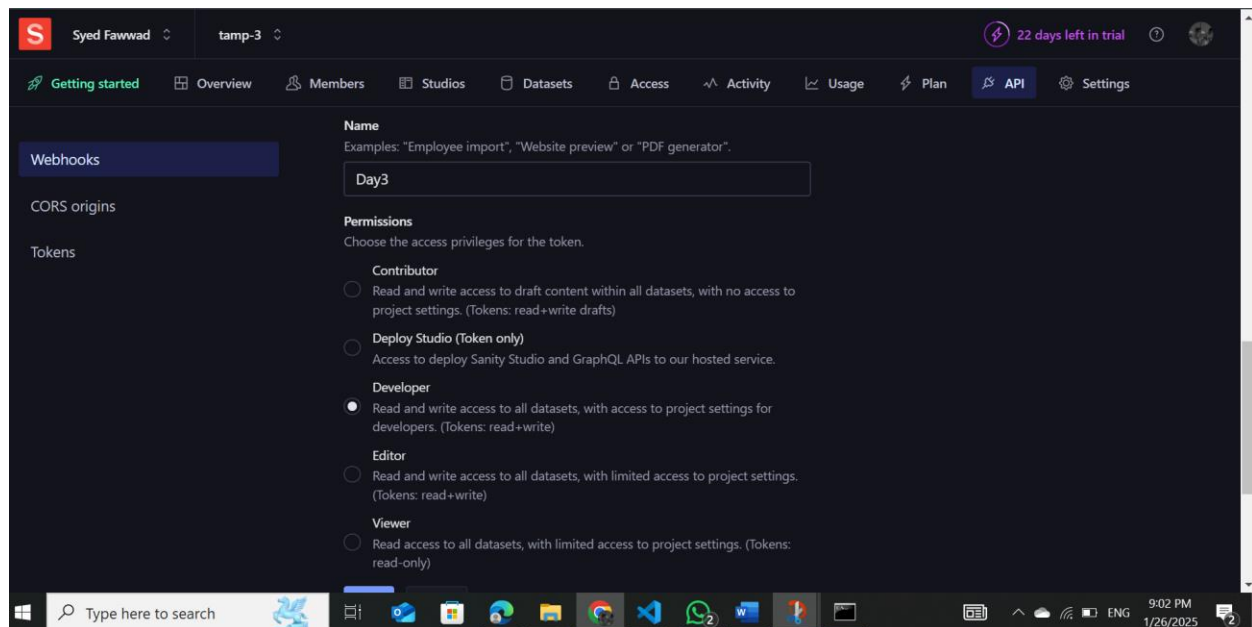 S Syed Fawwad tamp-3 22 days left in trial
Getting started Overview Members Studios Datasets Access Activity Usage Plan API Settings
Webhooks
CORS origins
Tokens
Name
Examples: "Employee import", "Website preview" or "PDF generator".
Day3
Permissions
Choose the access privileges for the token.
Contributor
Read and write access to draft content within all datasets, with no access to
project settings. (Tokens: read+write drafts)
Deploy Studio (Token only)
Access to deploy Sanity Studio and GraphQL APIs to our hosted service.
Developer
Read and write access to all datasets, with access to project settings for
developers. (Tokens: read+write)
Editor
Read and write access to all datasets, with limited access to project settings.
(Tokens: read+write)
Viewer
Read access to all datasets, with limited access to project settings. (Tokens:
read-only)
Type here to search ENG 9:02 PM
1/26/2025 2